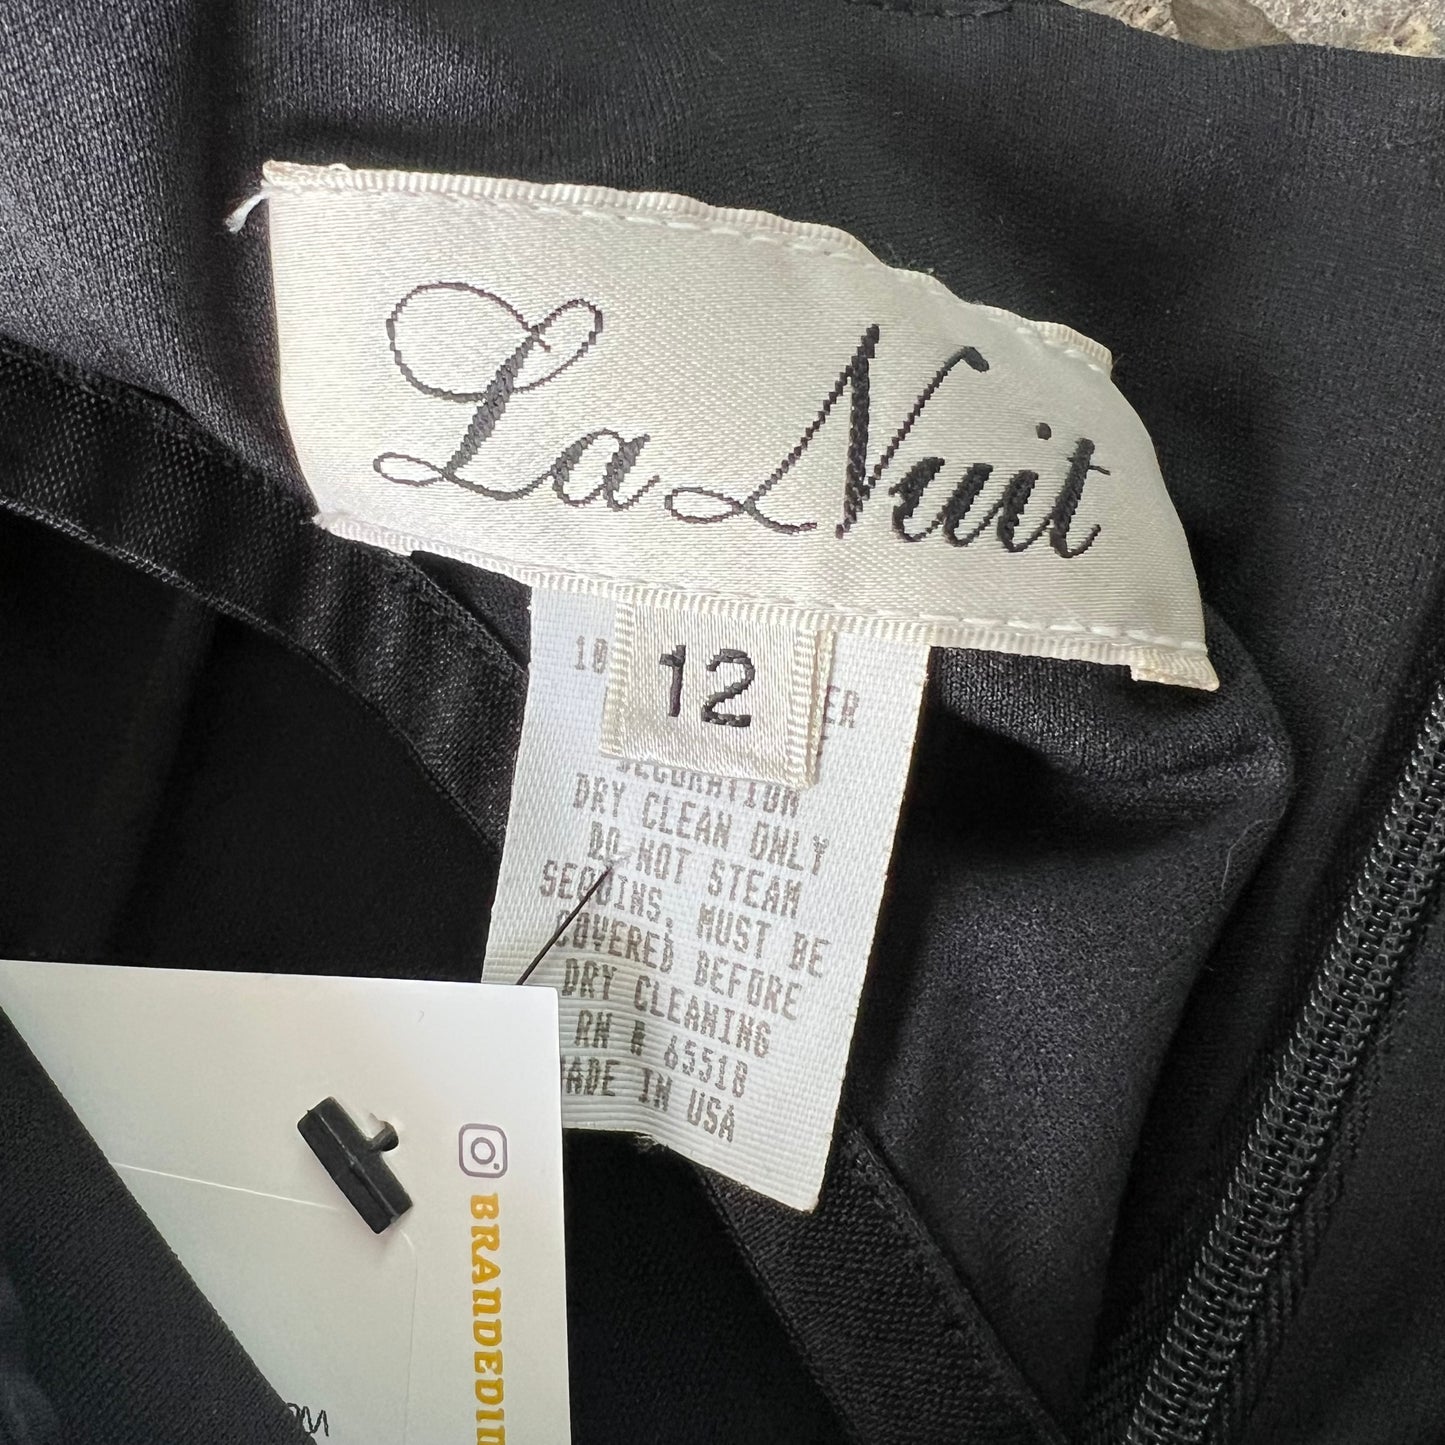 La Nuit
12
DECORATION
DRY CLEAN ONLY
DO NOT STEAM
SEQUINS. MUST BE
COVERED BEFORE
DRY CLEANING
RN # 65518
MADE IN USA